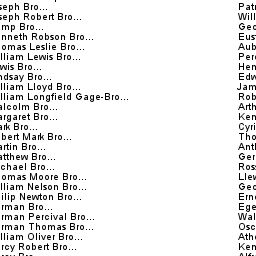 seph Bro... Patr
seph Robert Bro... Will
mp Bro... Geo
nneth Robson Bro... Eus
omas Leslie Bro... Aub
lliam Lewis Bro... Per
wis Bro... Hen
ndsay Bro... Edw
lliam Lloyd Bro... Jam
lliam Longfield Gage-Bro... Rob
alcolm Bro... Arth
argaret Bro... Ken
ark Bro... Cyri
bert Mark Bro... Tho
artin Bro... Anth
atthew Bro... Ger
chael Bro... Ros
omas Moore Bro... Llew
lliam Nelson Bro... Geo
ilip Newton Bro... Erne
rman Bro... Ege
rman Percival Bro... Wal
rman Thomas Bro... Osc
lliam Oliver Bro... Athe
rcy Robert Bro... Ken